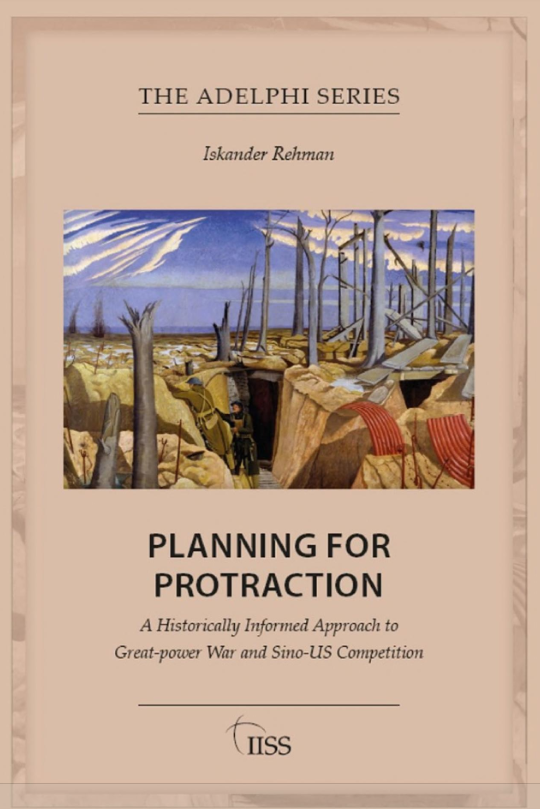 THE ADELPHI SERIES
Iskander Rehman
PLANNING FOR
PROTRACTION
A Historically Informed Approach to
Great-power War and Sino-US Competition
IISS